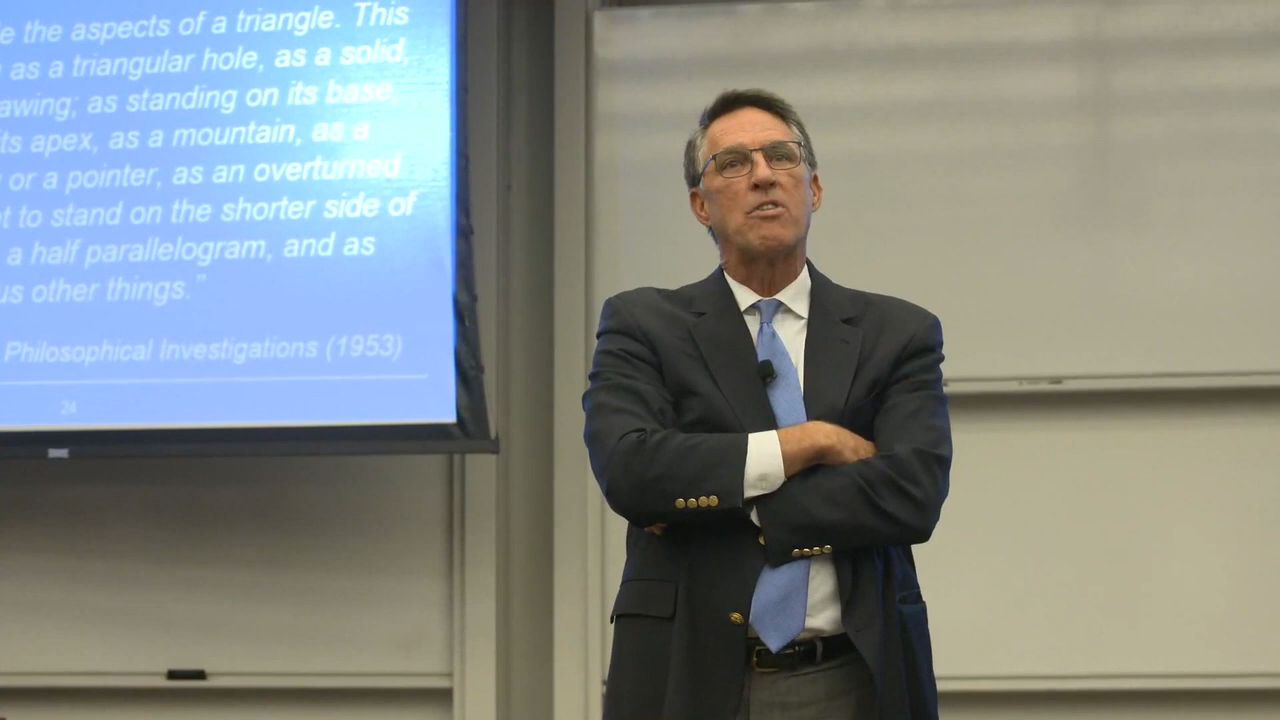 the aspects of a triangle. This
as a triangular hole, as a solid,
as standing on its base,
its apex, as a mountain, as a
or a pointer, as an overturned
to stand on the shorter side of
a half parallelogram, and as
other things.”
Philosophical Investigations (1953)
24